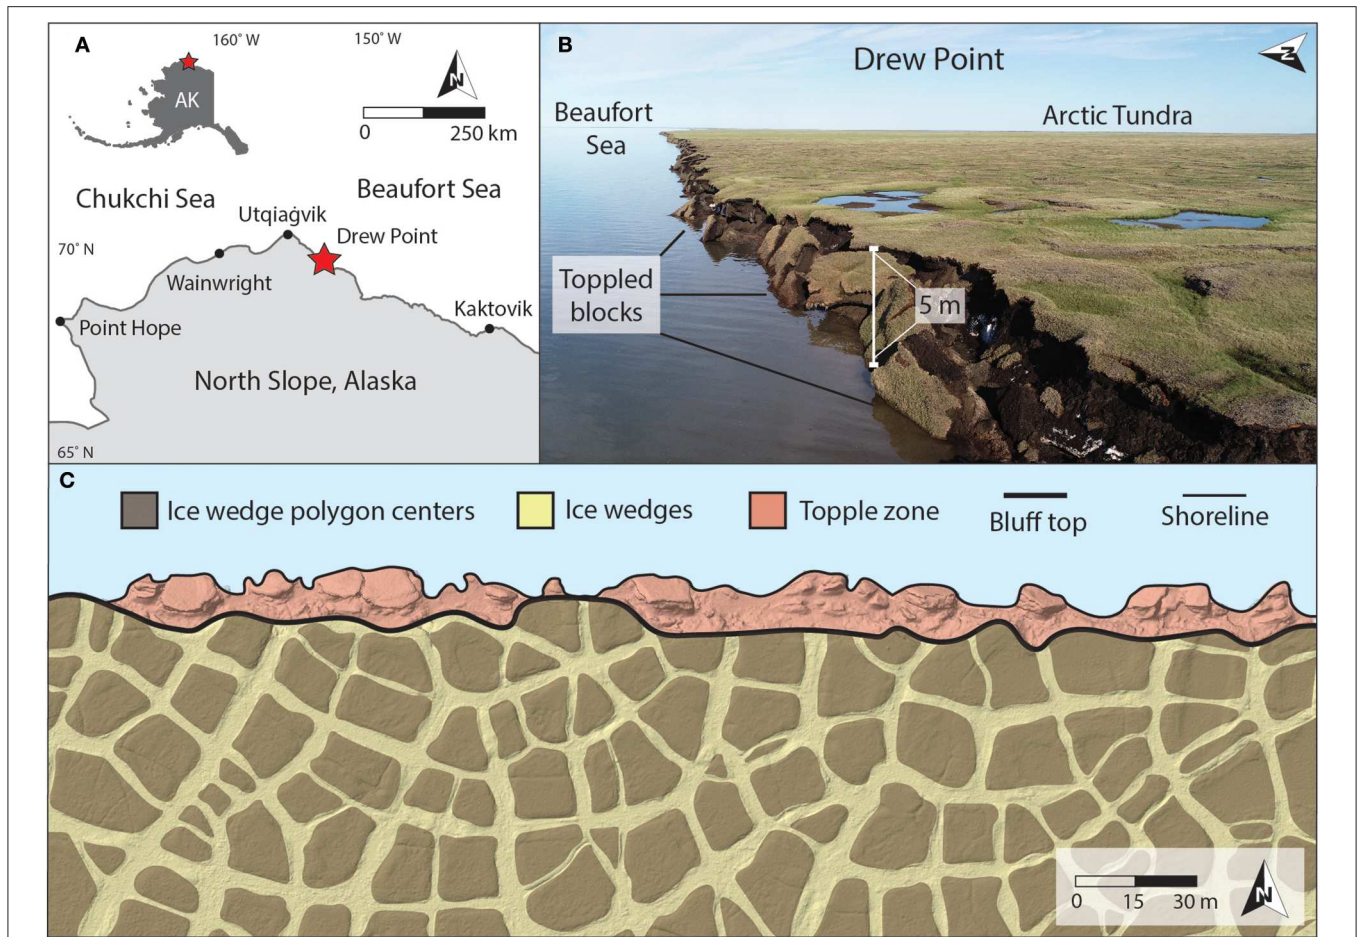 A
160° W
150° W
AK
N
0
250 km
Chukchi Sea
Beaufort Sea
Utqiaġvik
70° N
Drew Point
Wainwright
Kaktovik
Point Hope
North Slope, Alaska
65° N
B
Drew Point
N
Beaufort
Sea
Arctic Tundra
Toppled
blocks
5 m
C
Ice wedge polygon centers
Ice wedges
Topple zone
Bluff top
Shoreline
0
15
30 m
N